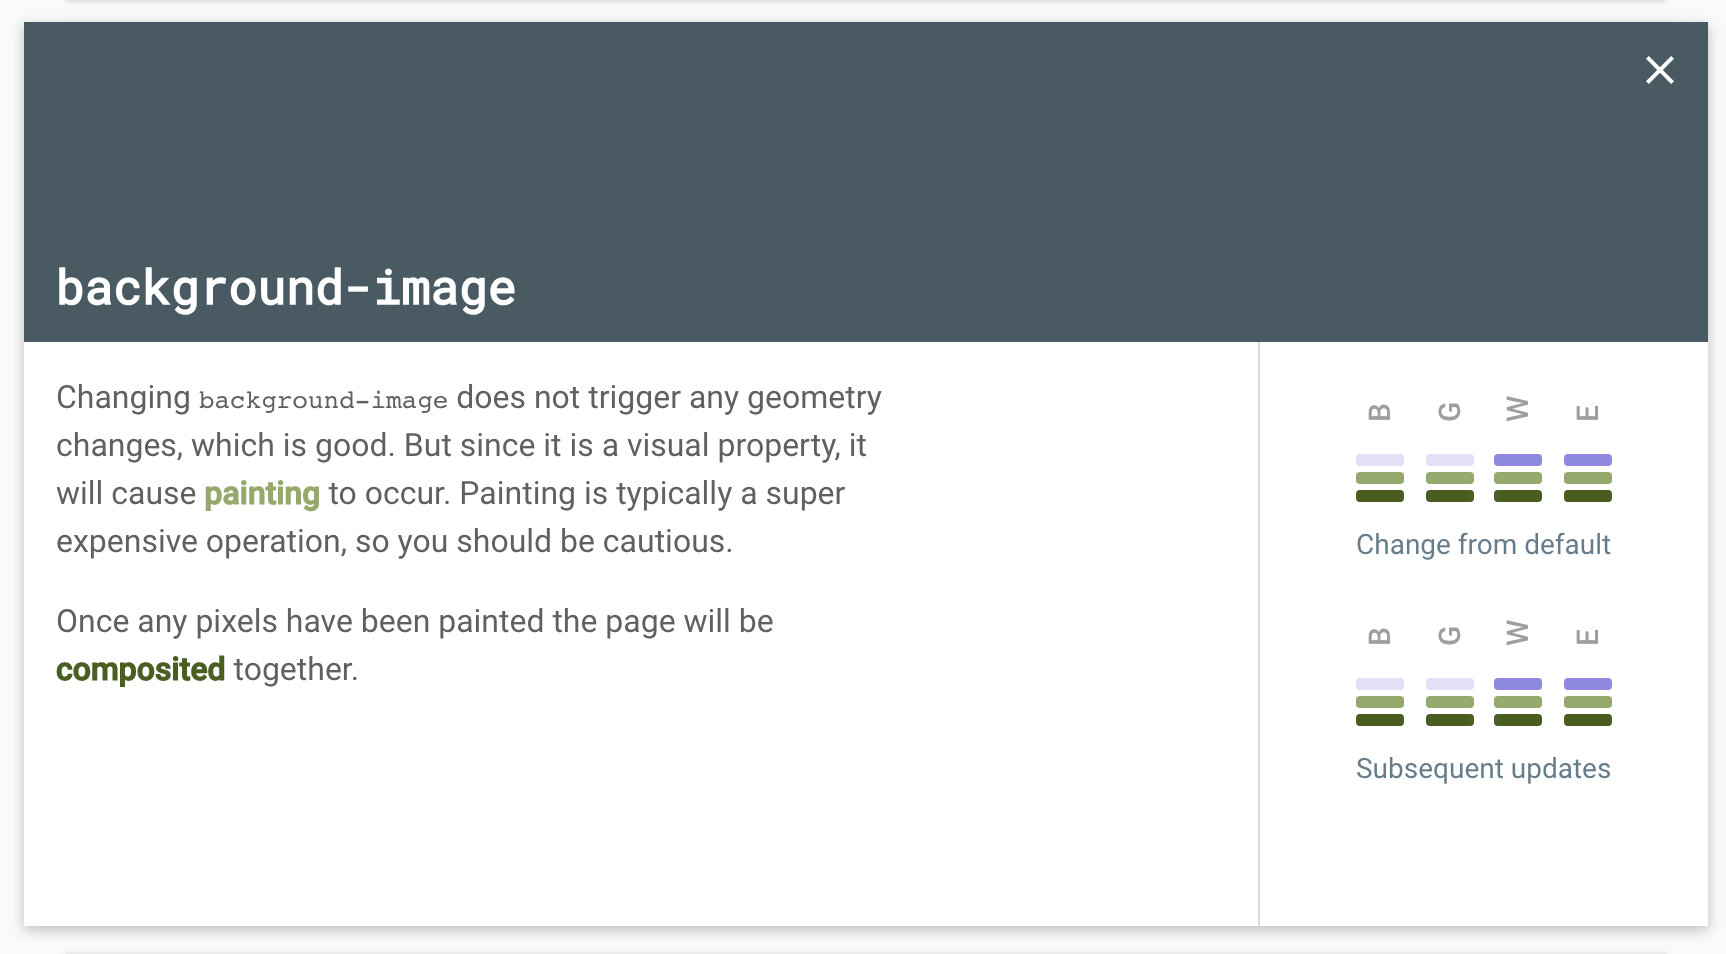 background-image
Changing background-image does not trigger any geometry
changes, which is good. But since it is a visual property, it
will cause painting to occur. Painting is typically a super
expensive operation, so you should be cautious.
Once any pixels have been painted the page will be
composited together.
B G W E
Change from default
B G W E
Subsequent updates